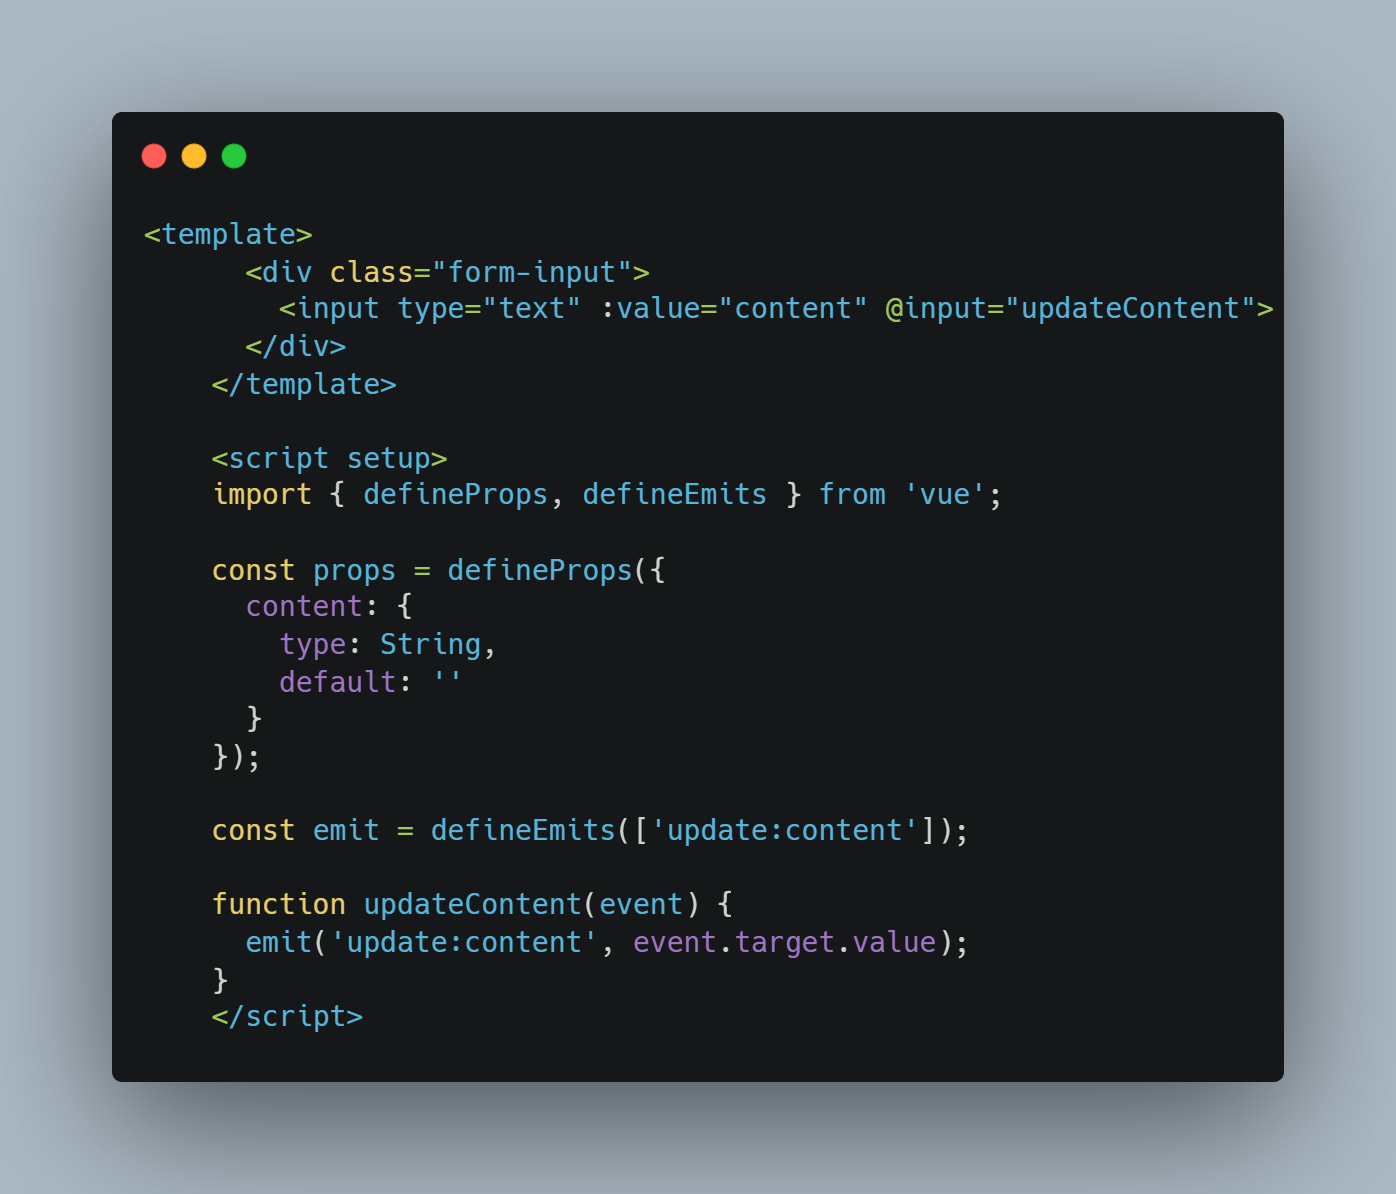 <template>
      <div class="form-input">
        <input type="text" :value="content" @input="updateContent">
      </div>
    </template>

    <script setup>
    import { defineProps, defineEmits } from 'vue';

    const props = defineProps({
      content: {
        type: String,
        default: ''
      }
    });

    const emit = defineEmits(['update:content']);

    function updateContent(event) {
      emit('update:content', event.target.value);
    }
    </script>